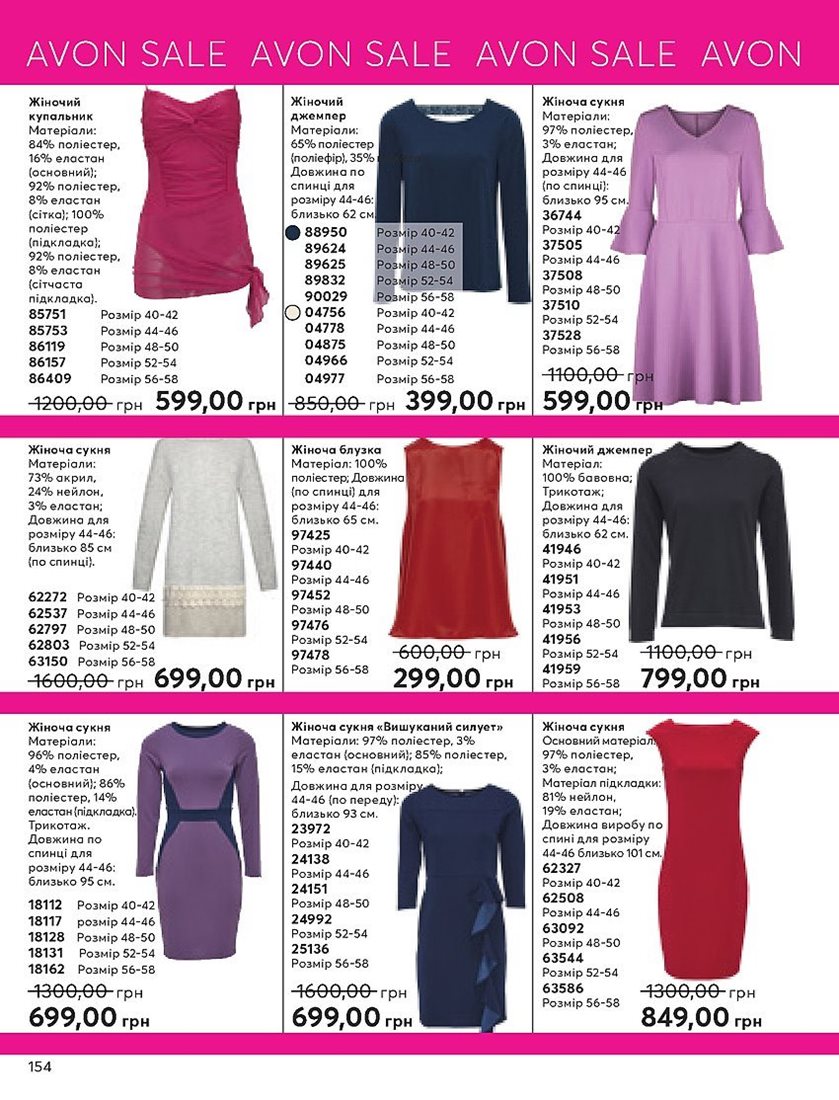 AVON SALE AVON SALE AVON SALE AVON
Жіночий
купальник
Матеріали:
84% поліестер,
16% еластан
(основний);
92% поліестер,
8% еластан
(сітка); 100%
поліестер
(підкладка);
92% поліестер,
8% еластан
(сітчаста
підкладка).
85751 Розмір 40-42
85753 Розмір 44-46
86119 Розмір 48-50
86157 Розмір 52-54
86409 Розмір 56-58
1200,00 грн 599,00 грн
Жіночий
джемпер
Матеріали:
65% поліестер
(поліефір), 35%
Довжина по
спинці для
розміру 44-46:
близько 62 см.
88950 Розмір 40-42
89624 Розмір 44-46
89625 Розмір 48-50
89832 Розмір 52-54
90029 Розмір 56-58
04756 Розмір 40-42
04778 Розмір 44-46
04875 Розмір 48-50
04966 Розмір 52-54
04977 Розмір 56-58
850,00 грн 399,00 грн
Жіноча сукня
Матеріали:
97% поліестер,
3% еластан;
Довжина для
розміру 44-46
(по спинці):
близько 95 см.
36744
Розмір 40-42
37505
Розмір 44-46
37508
Розмір 48-50
37510
Розмір 52-54
37528
Розмір 56-58
1100,00 грн
599,00 грн
Жіноча сукня
Матеріали:
73% акрил,
24% нейлон,
3% еластан;
Довжина для
розміру 44-46:
близько 85 см
(по спинці).
62272 Розмір 40-42
62537 Розмір 44-46
62797 Розмір 48-50
62803 Розмір 52-54
63150 Розмір 56-58
1600,00 грн 699,00 грн
Жіноча блузка
Матеріал: 100%
поліестер; Довжина
(по спинці) для
розміру 44-46:
близько 65 см.
97425
Розмір 40-42
97440
Розмір 44-46
97452
Розмір 48-50
97476
Розмір 52-54
97478
Розмір 56-58
600,00 грн
299,00 грн
Жіночий джемпер
Матеріал:
100% бавовна;
Трикотаж;
Довжина для
розміру 44-46:
близько 62 см.
41946
Розмір 40-42
41951
Розмір 44-46
41953
Розмір 48-50
41956
Розмір 52-54
41959
Розмір 56-58
1100,00 грн
799,00 грн
Жіноча сукня
Матеріали:
96% поліестер,
4% еластан
(основний); 86%
поліестер, 14%
еластан (підкладка).
Трикотаж.
Довжина по
спинці для
розміру 44-46:
близько 95 см.
18112 Розмір 40-42
18117 розмір 44-46
18128 Розмір 48-50
18131 Розмір 52-54
18162 Розмір 56-58
1300,00 грн
699,00 грн
Жіноча сукня «Вишуканий силует»
Матеріали: 97% поліестер, 3%
еластан (основний); 85% поліестер,
15% еластан (підкладка);
Довжина для розміру
44-46 (по переду):
близько 93 см.
23972
Розмір 40-42
24138
Розмір 44-46
24151
Розмір 48-50
24992
Розмір 52-54
25136
Розмір 56-58
1600,00 грн
699,00 грн
Жіноча сукня
Основний матеріал:
97% поліестер,
3% еластан;
Матеріал підкладки:
81% нейлон,
19% еластан;
Довжина виробу по
спині для розміру
44-46 близько 101 см.
62327
Розмір 40-42
62508
Розмір 44-46
63092
Розмір 48-50
63544
Розмір 52-54
63586
Розмір 56-58
1300,00 грн
849,00 грн
154